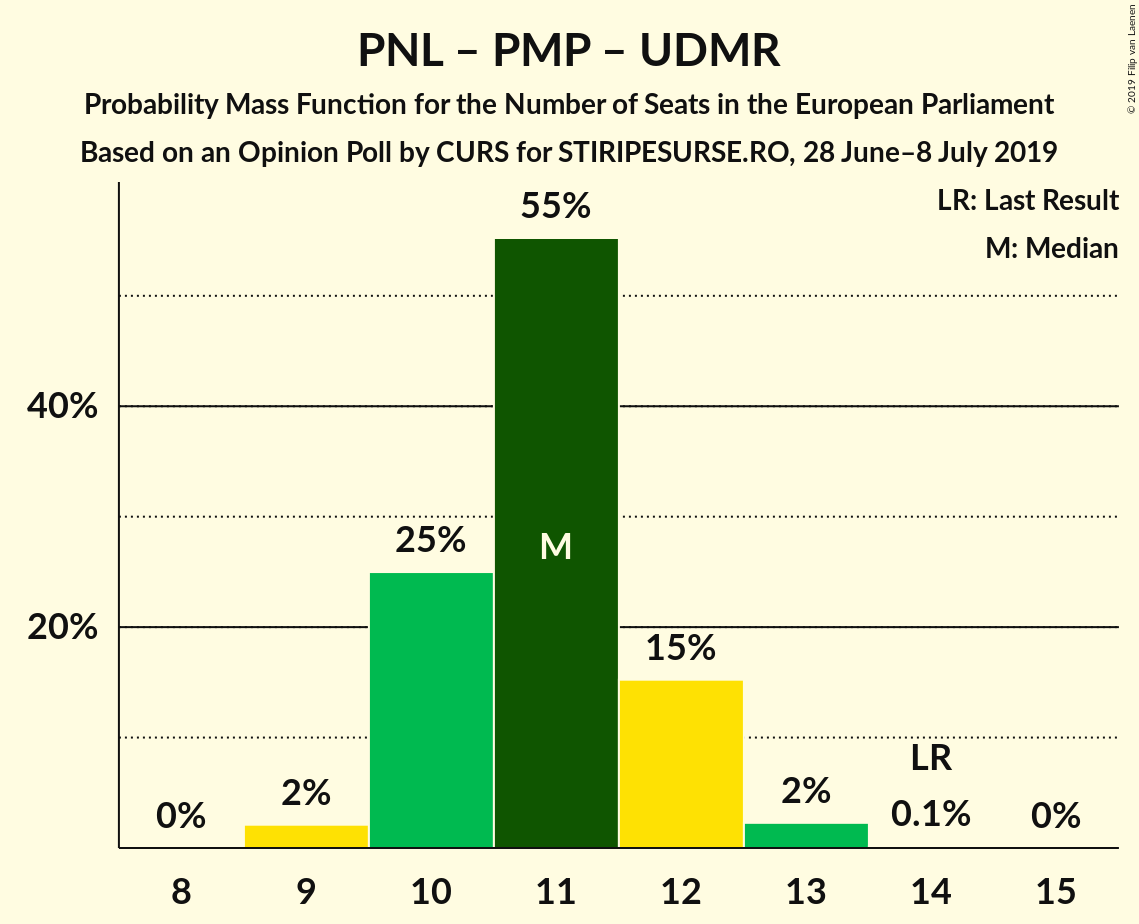 PNL – PMP – UDMR
Probability Mass Function for the Number of Seats in the European Parliament
Based on an Opinion Poll by CURS for STIRIPESURSE.RO, 28 June–8 July 2019
© 2019 Filip van Laenen
LR: Last Result
M: Median
40%
20%
0%
2%
25%
55%
M
15%
2%
LR
0.1%
0%
8 9 10 11 12 13 14 15